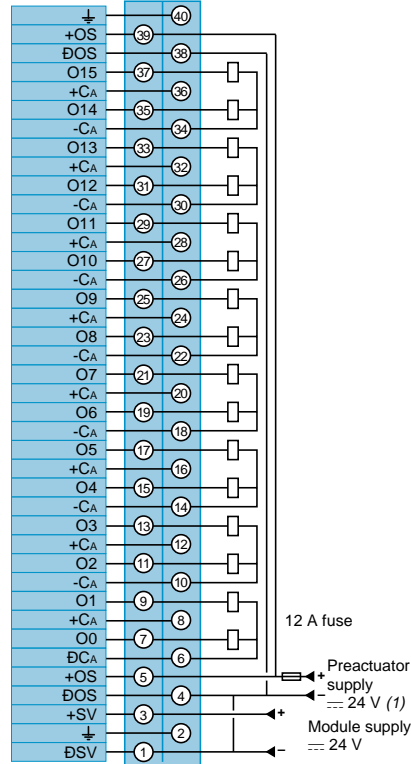 ⏚ 40
+OS 39
ĐOS 38
O15 37
+CA 36
O14 35
-CA 34
O13 33
+CA 32
O12 31
-CA 30
O11 29
+CA 28
O10 27
-CA 26
O9 25
+CA 24
O8 23
-CA 22
O7 21
+CA 20
O6 19
-CA 18
O5 17
+CA 16
O4 15
-CA 14
O3 13
+CA 12
O2 11
-CA 10
O1 9
+CA 8
12 A fuse
O0 7
ĐCA 6
+OS 5
ĐOS 4
+SV 3
⏚ 2
ĐSV 1
+ Preactuator
supply
– ⎓ 24 V (1)
+
Module supply
⎓ 24 V
–